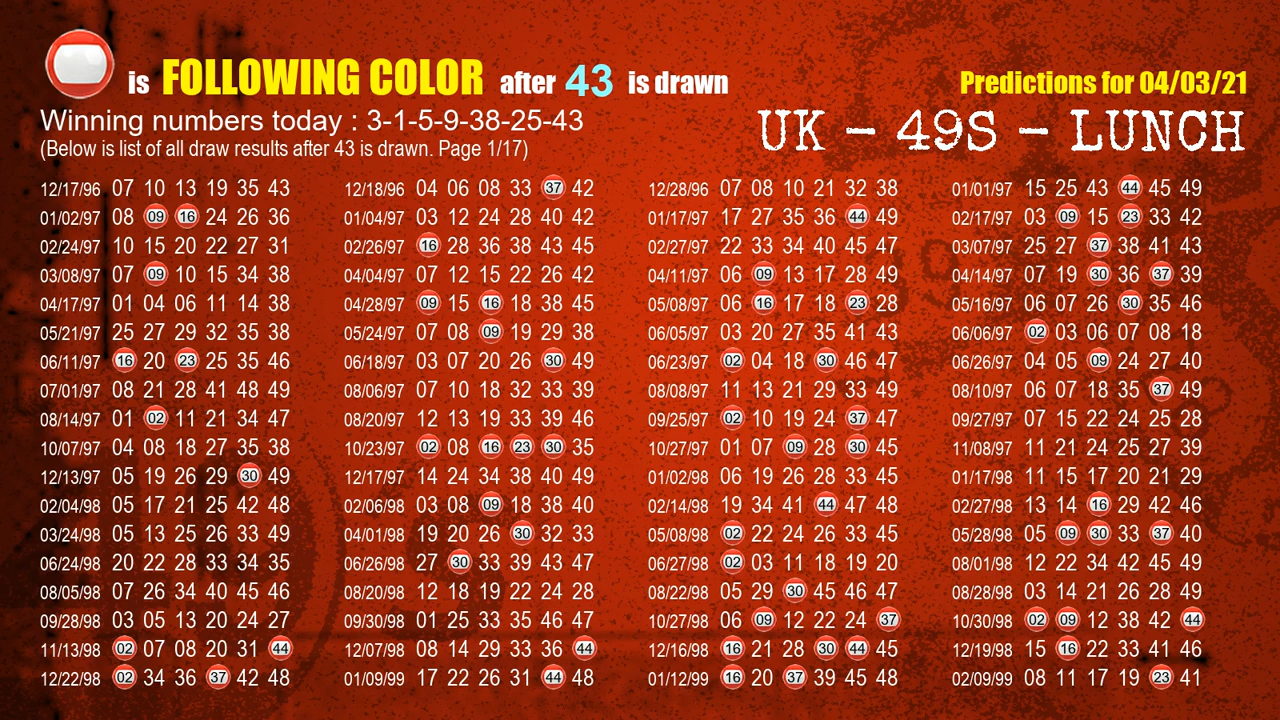 is FOLLOWING COLOR after 43 is drawn
Predictions for 04/03/21
Winning numbers today : 3-1-5-9-38-25-43
UK - 49S - LUNCH
(Below is list of all draw results after 43 is drawn. Page 1/17)
12/17/96 07 10 13 19 35 43 12/18/96 04 06 08 33 37 42 12/28/96 07 08 10 21 32 38 01/01/97 15 25 43 44 45 49
01/02/97 08 09 16 24 26 36 01/04/97 03 12 24 28 40 42 01/17/97 17 27 35 36 44 49 02/17/97 03 09 15 23 33 42
02/24/97 10 15 20 22 27 31 02/26/97 16 28 36 38 43 45 02/27/97 22 33 34 40 45 47 03/07/97 25 27 37 38 41 43
03/08/97 07 09 10 15 34 38 04/04/97 07 12 15 22 26 42 04/11/97 06 09 13 17 28 49 04/14/97 07 19 30 36 37 39
04/17/97 01 04 06 11 14 38 04/28/97 09 15 16 18 38 45 05/08/97 06 16 17 18 23 28 05/16/97 06 07 26 30 35 46
05/21/97 25 27 29 32 35 38 05/24/97 07 08 09 19 29 38 06/05/97 03 20 27 35 41 43 06/06/97 02 03 06 07 08 18
06/11/97 16 20 23 25 35 46 06/18/97 03 07 20 26 30 49 06/23/97 02 04 18 30 46 47 06/26/97 04 05 09 24 27 40
07/01/97 08 21 28 41 48 49 08/06/97 07 10 18 32 33 39 08/08/97 11 13 21 29 33 49 08/10/97 06 07 18 35 37 49
08/14/97 01 02 11 21 34 47 08/20/97 12 13 19 33 39 46 09/25/97 02 10 19 24 37 47 09/27/97 07 15 22 24 25 28
10/07/97 04 08 18 27 35 38 10/23/97 02 08 16 23 30 35 10/27/97 01 07 09 28 30 45 11/08/97 11 21 24 25 27 39
12/13/97 05 19 26 29 30 49 12/17/97 14 24 34 38 40 49 01/02/98 06 19 26 28 33 45 01/17/98 11 15 17 20 21 29
02/04/98 05 17 21 25 42 48 02/06/98 03 08 09 18 38 40 02/14/98 19 34 41 44 47 48 02/27/98 13 14 16 29 42 46
03/24/98 05 13 25 26 33 49 04/01/98 19 20 26 30 32 33 05/08/98 02 22 24 26 33 45 05/28/98 05 09 30 33 37 40
06/24/98 20 22 28 33 34 35 06/26/98 27 30 33 39 43 47 06/27/98 02 03 11 18 19 20 08/01/98 12 22 34 42 45 49
08/05/98 07 26 34 40 45 46 08/20/98 12 18 19 22 24 28 08/22/98 05 29 30 45 46 47 08/28/98 03 14 21 26 28 49
09/28/98 03 05 13 20 24 27 09/30/98 01 25 33 35 46 47 10/27/98 06 09 12 22 24 37 10/30/98 02 09 12 38 42 44
11/13/98 02 07 08 20 31 44 12/07/98 08 14 29 33 36 44 12/16/98 16 21 28 30 44 45 12/19/98 15 16 22 31 41 46
12/22/98 02 34 36 37 42 48 01/09/99 17 22 26 31 44 48 01/12/99 16 20 37 39 45 48 02/09/99 08 11 17 19 23 41